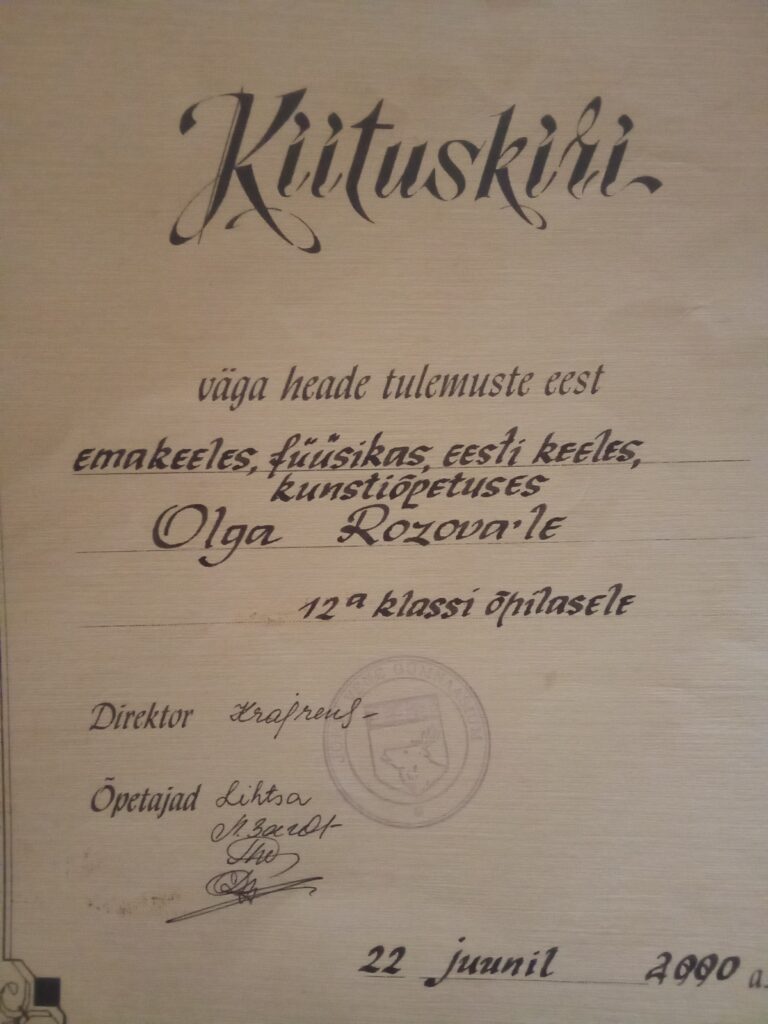 Kiituskiri
väga heade tulemuste eest
emakeeles, füüsikas, eesti keeles,
kunstiõpetuses
Olga Rozova'le
12a klassi õpilasele
Direktor
Õpetajad Lihtsa
22 juunil 2000 a.